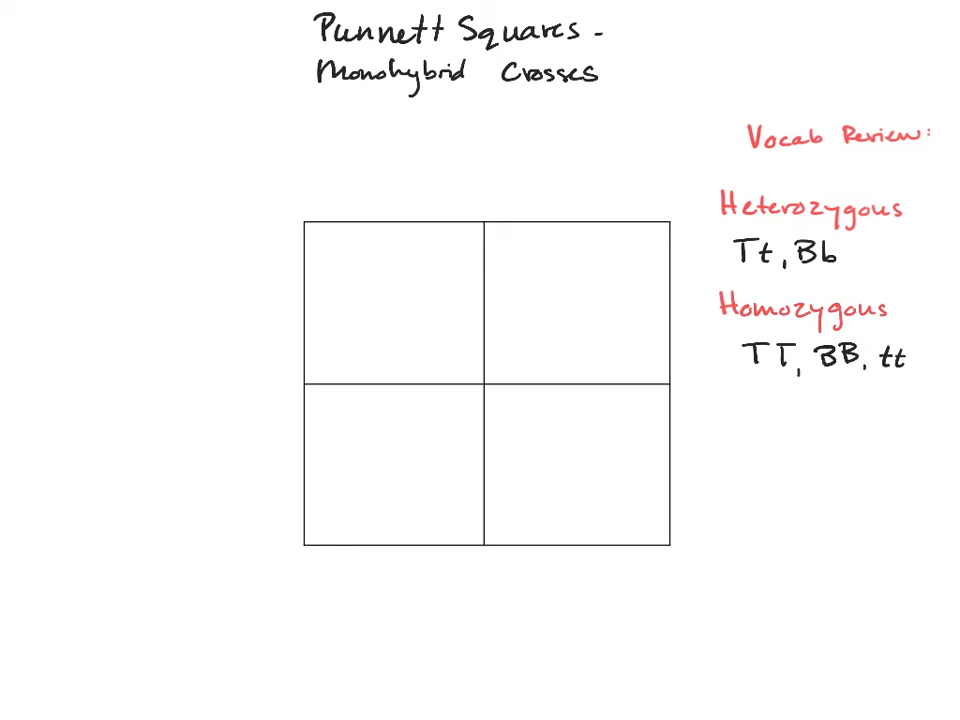 Punnett Squares -
Monohybrid Crosses
Vocab Review:
Heterozygous
Tt, Bb
Homozygous
TT, BB, tt